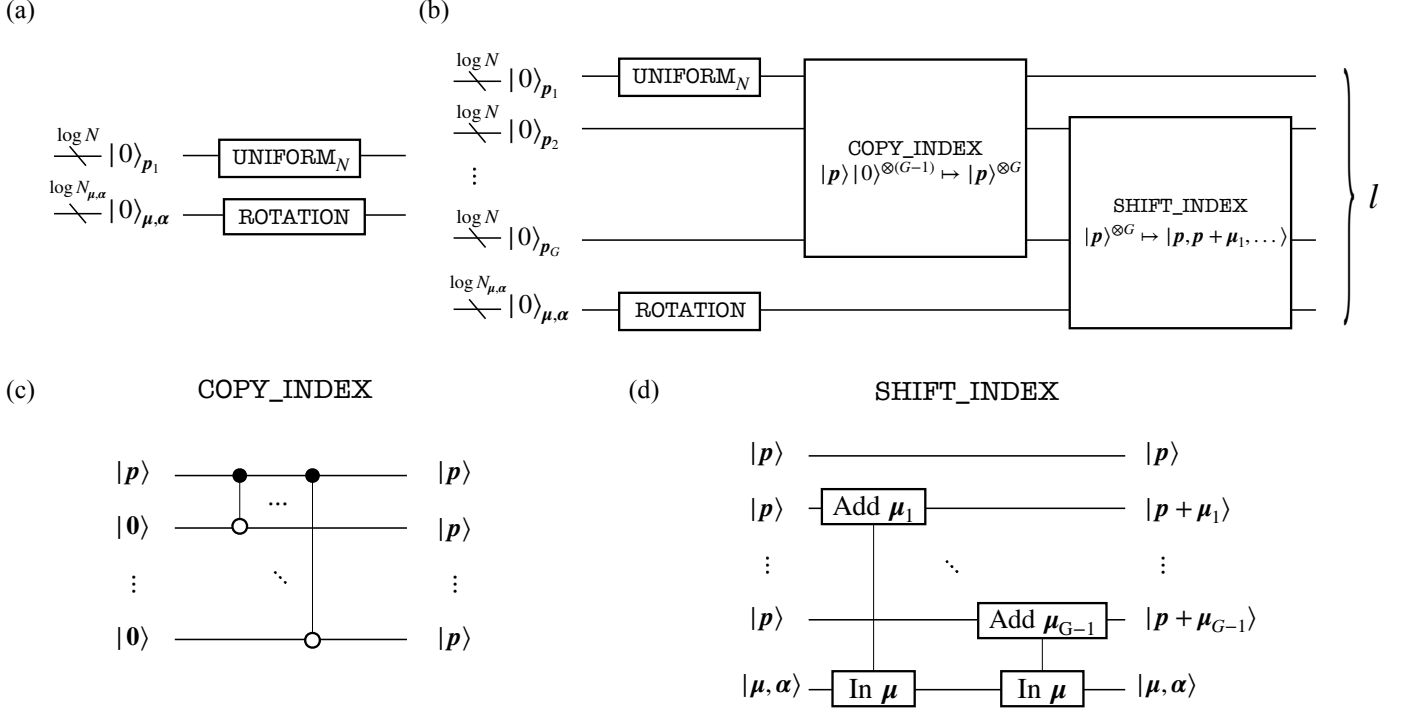 (a)
log N
|0⟩_{p_1}
UNIFORM_N
log N_{μ,α}
|0⟩_{μ,α}
ROTATION
(b)
log N
|0⟩_{p_1}
UNIFORM_N
log N
|0⟩_{p_2}
⋮
log N
|0⟩_{p_G}
log N_{μ,α}
|0⟩_{μ,α}
ROTATION
COPY_INDEX
|p⟩|0⟩^{⊗(G−1)} ↦ |p⟩^{⊗G}
SHIFT_INDEX
|p⟩^{⊗G} ↦ |p, p + μ_1, …⟩
l
(c)
COPY_INDEX
|p⟩
|p⟩
...
|0⟩
|p⟩
⋮
⋱
⋮
|0⟩
|p⟩
(d)
SHIFT_INDEX
|p⟩
|p⟩
|p⟩
Add μ_1
|p + μ_1⟩
⋮
⋱
⋮
|p⟩
Add μ_{G−1}
|p + μ_{G−1}⟩
|μ, α⟩
In μ
In μ
|μ, α⟩